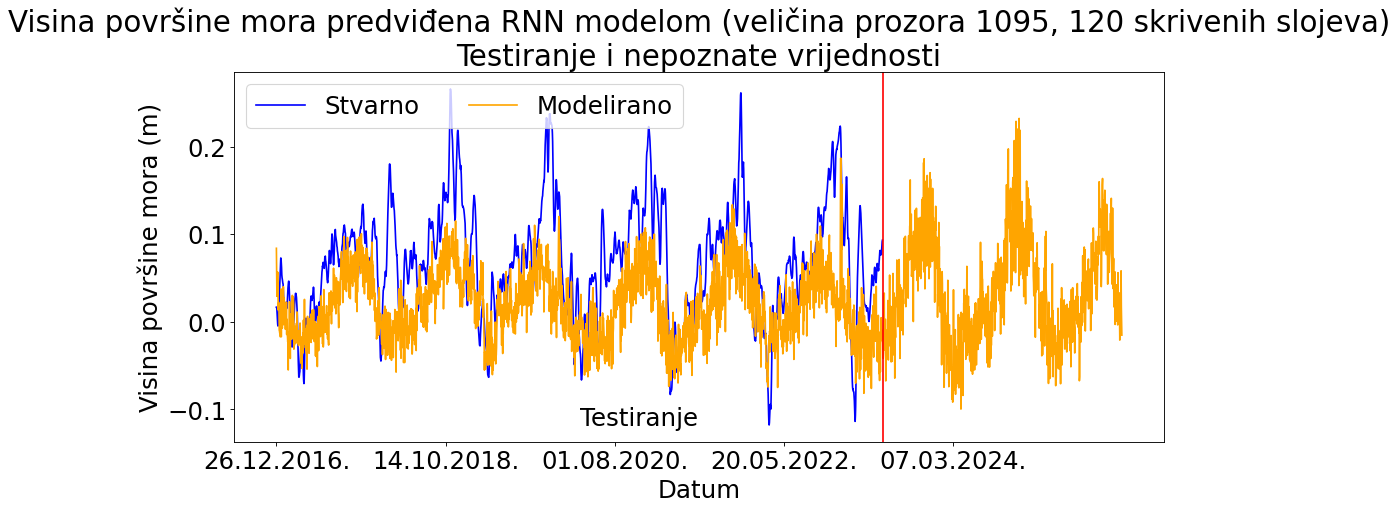 Visina površine mora predviđena RNN modelom (veličina prozora 1095, 120 skrivenih slojeva)
Testiranje i nepoznate vrijednosti
Stvarno Modelirano
Visina površine mora (m)
0.2
0.1
0.0
−0.1
Testiranje
26.12.2016. 14.10.2018. 01.08.2020. 20.05.2022. 07.03.2024.
Datum